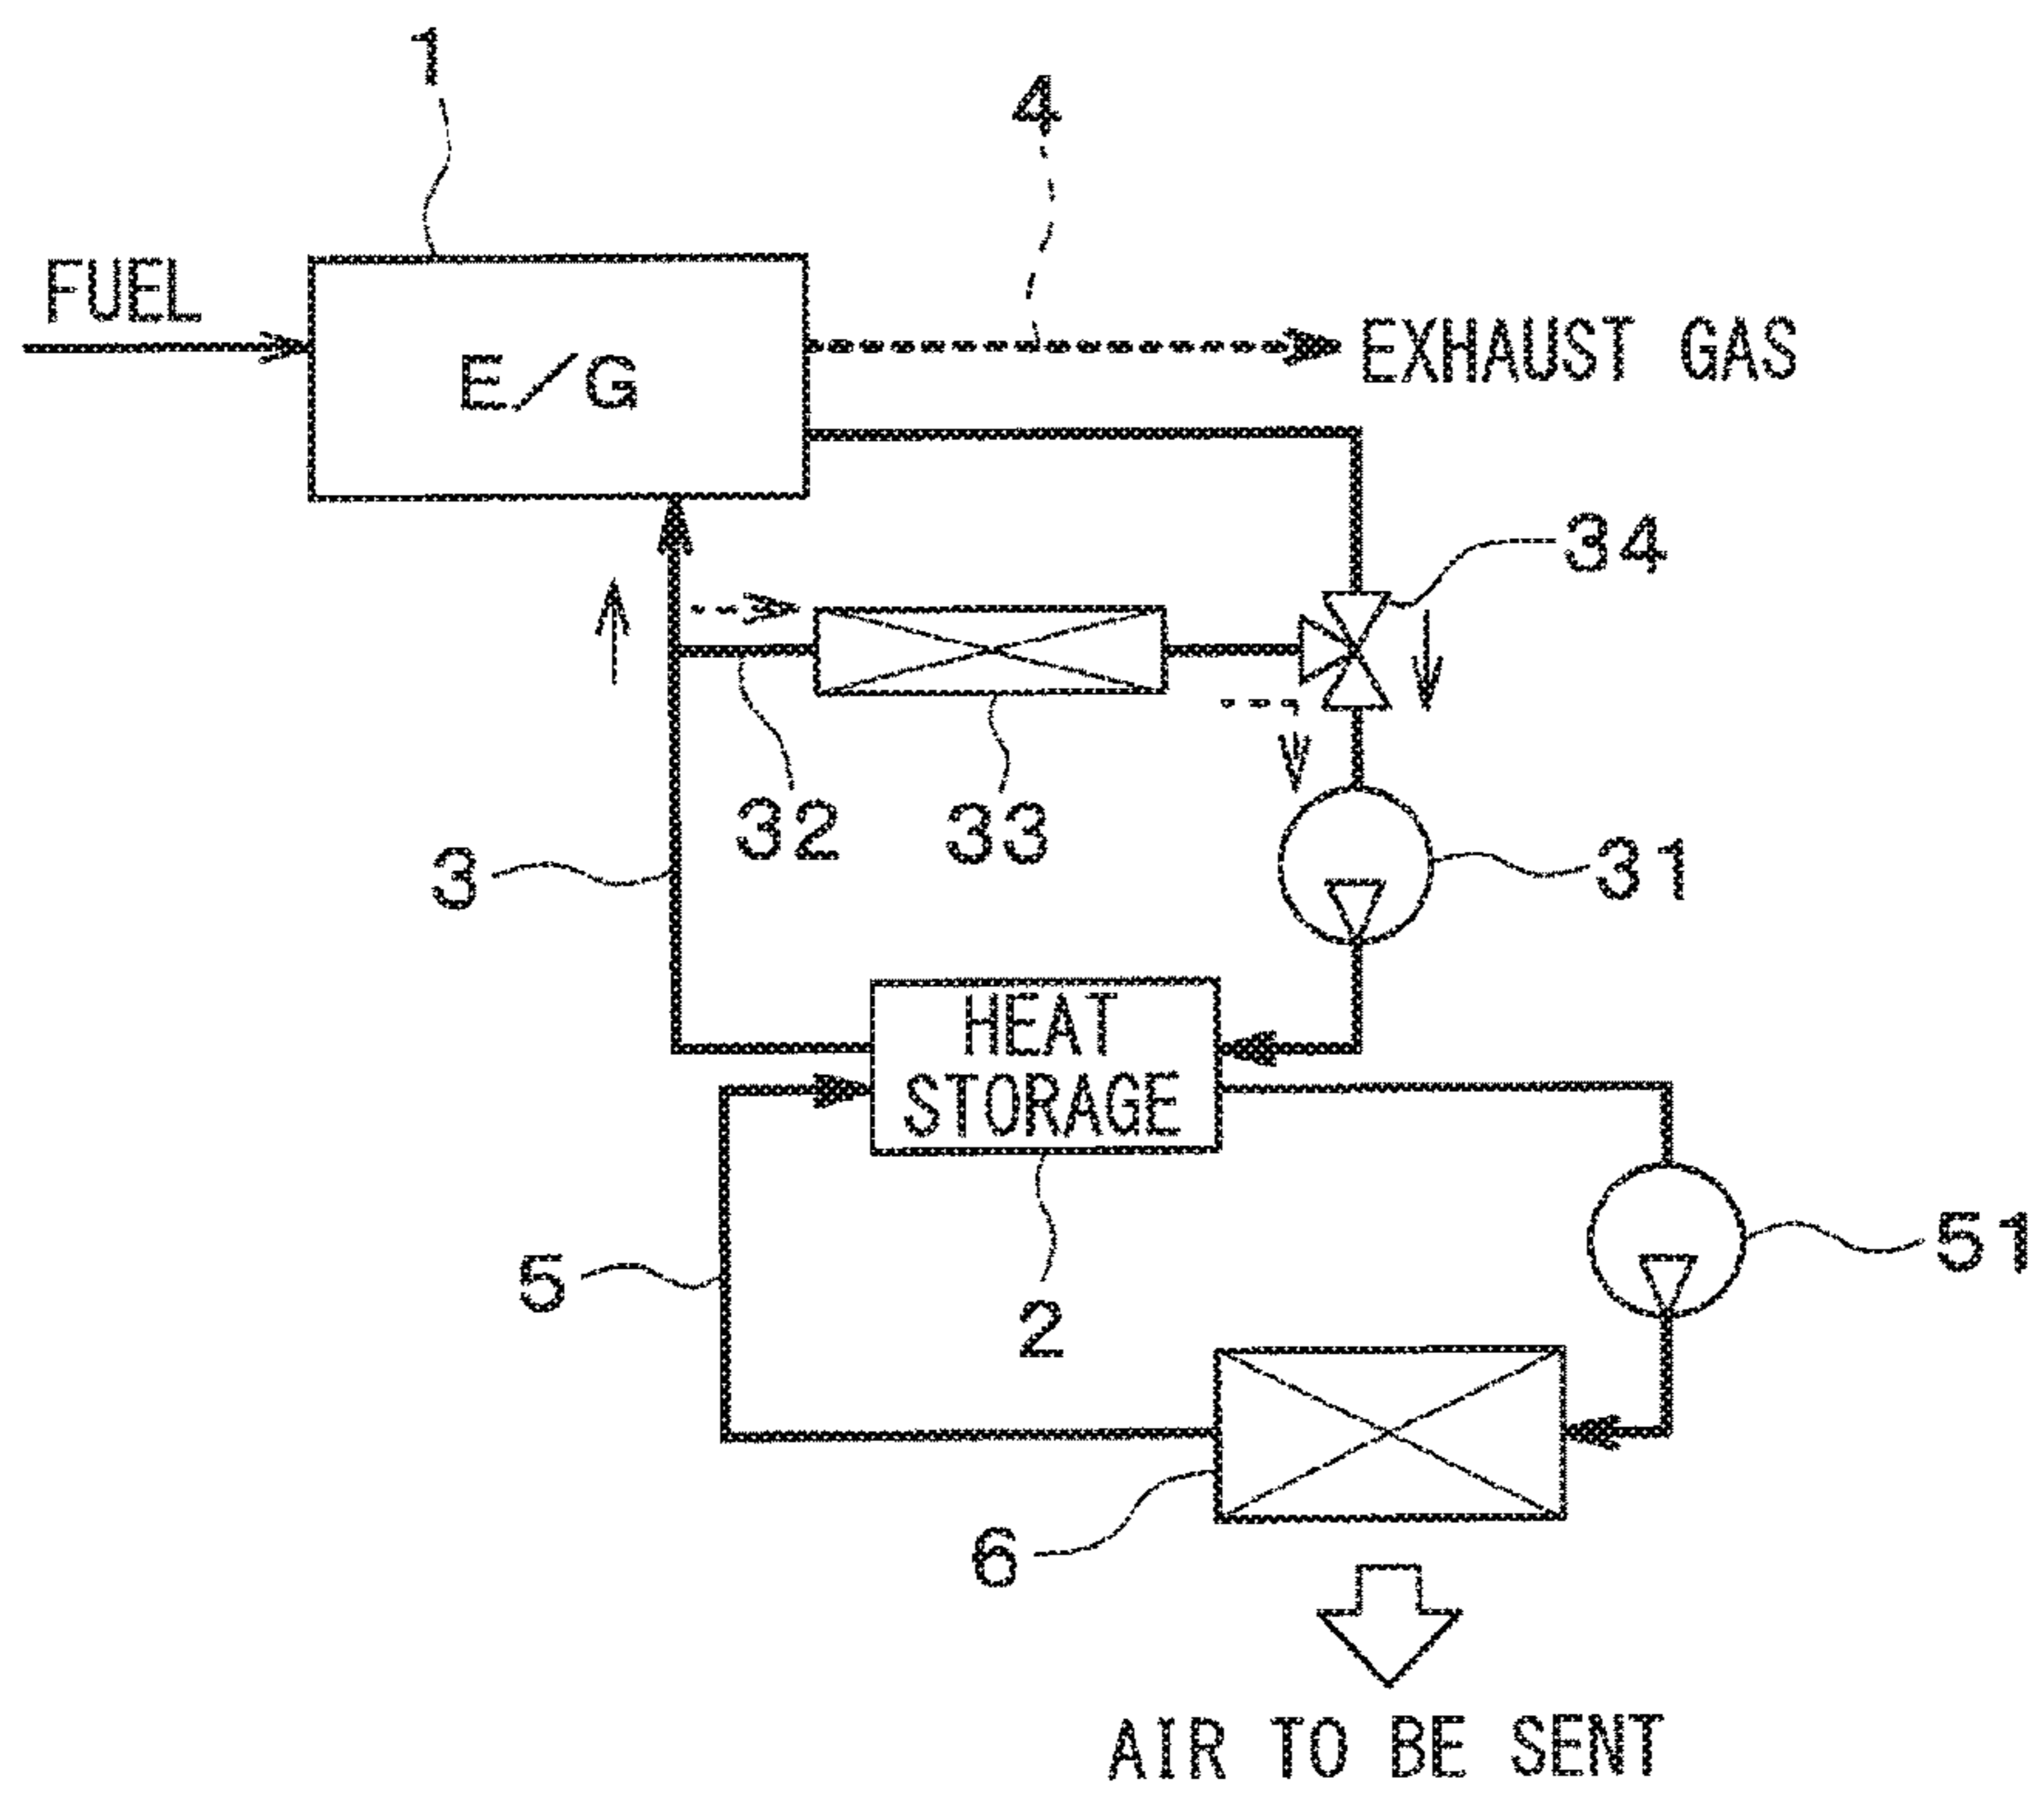 1
4
FUEL
E/G
EXHAUST GAS
34
32
33
3
31
HEAT
STORAGE
5
2
51
6
AIR TO BE SENT